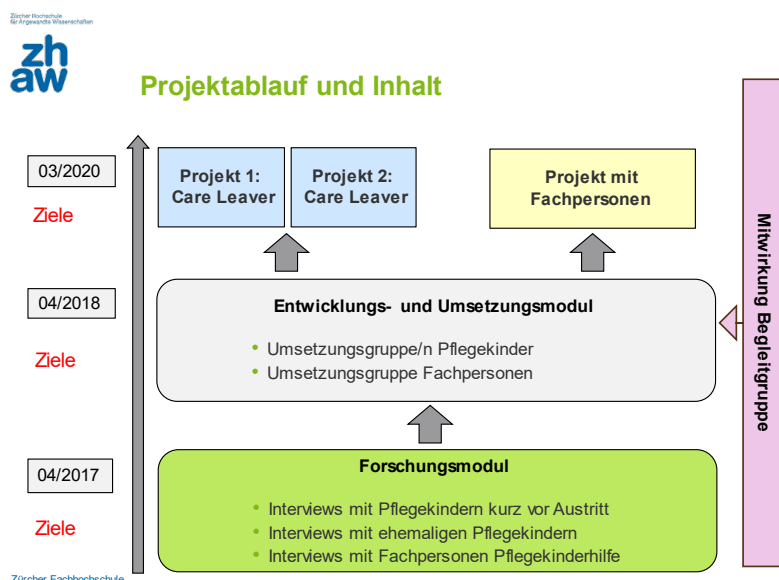 Zürcher Hochschule
für Angewandte Wissenschaften
zh
aw
Projektablauf und Inhalt
03/2020
Ziele
Projekt 1:
Care Leaver
Projekt 2:
Care Leaver
Projekt mit
Fachpersonen
04/2018
Ziele
Entwicklungs- und Umsetzungsmodul
• Umsetzungsgruppe/n Pflegekinder
• Umsetzungsgruppe Fachpersonen
04/2017
Ziele
Forschungsmodul
• Interviews mit Pflegekindern kurz vor Austritt
• Interviews mit ehemaligen Pflegekindern
• Interviews mit Fachpersonen Pflegekinderhilfe
Mitwirkung Begleitgruppe
Zürcher Fachhochschule